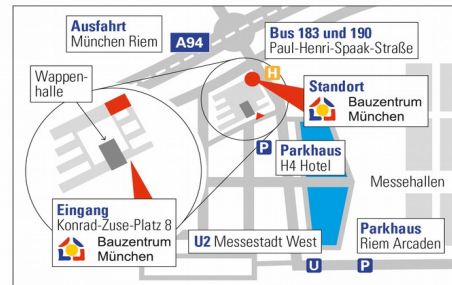 Ausfahrt
München Riem
A94
Bus 183 und 190
Paul-Henri-Spaak-Straße
H
Wappen-
halle
Standort
Bauzentrum
München
P
Parkhaus
H4 Hotel
Messehallen
Eingang
Konrad-Zuse-Platz 8
Bauzentrum
München
U2 Messestadt West
Parkhaus
Riem Arcaden
U
P